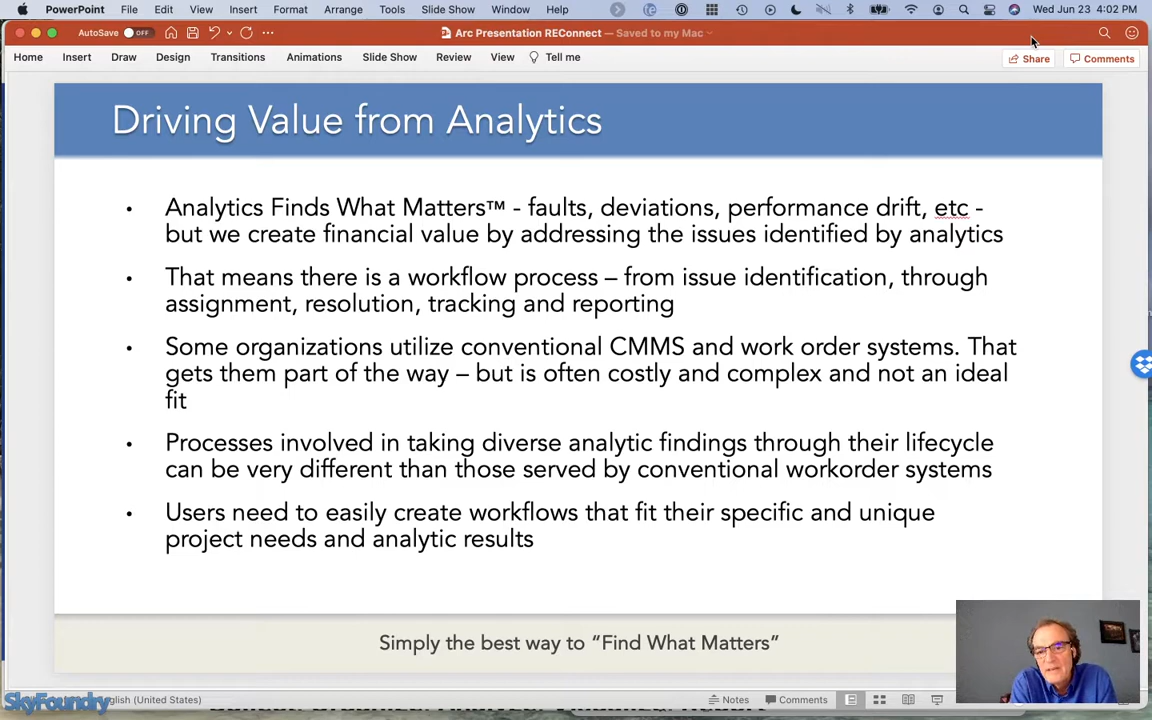 PowerPoint File Edit View Insert Format Arrange Tools Slide Show Window Help Wed Jun 23 4:02 PM
AutoSave OFF Arc Presentation REConnect — Saved to my Mac
Home Insert Draw Design Transitions Animations Slide Show Review View Tell me Share Comments
Driving Value from Analytics
• Analytics Finds What Matters™ - faults, deviations, performance drift, etc -
but we create financial value by addressing the issues identified by analytics
• That means there is a workflow process – from issue identification, through
assignment, resolution, tracking and reporting
• Some organizations utilize conventional CMMS and work order systems. That
gets them part of the way – but is often costly and complex and not an ideal
fit
• Processes involved in taking diverse analytic findings through their lifecycle
can be very different than those served by conventional workorder systems
• Users need to easily create workflows that fit their specific and unique
project needs and analytic results
Simply the best way to “Find What Matters”
SkyFoundry
English (United States) Notes Comments